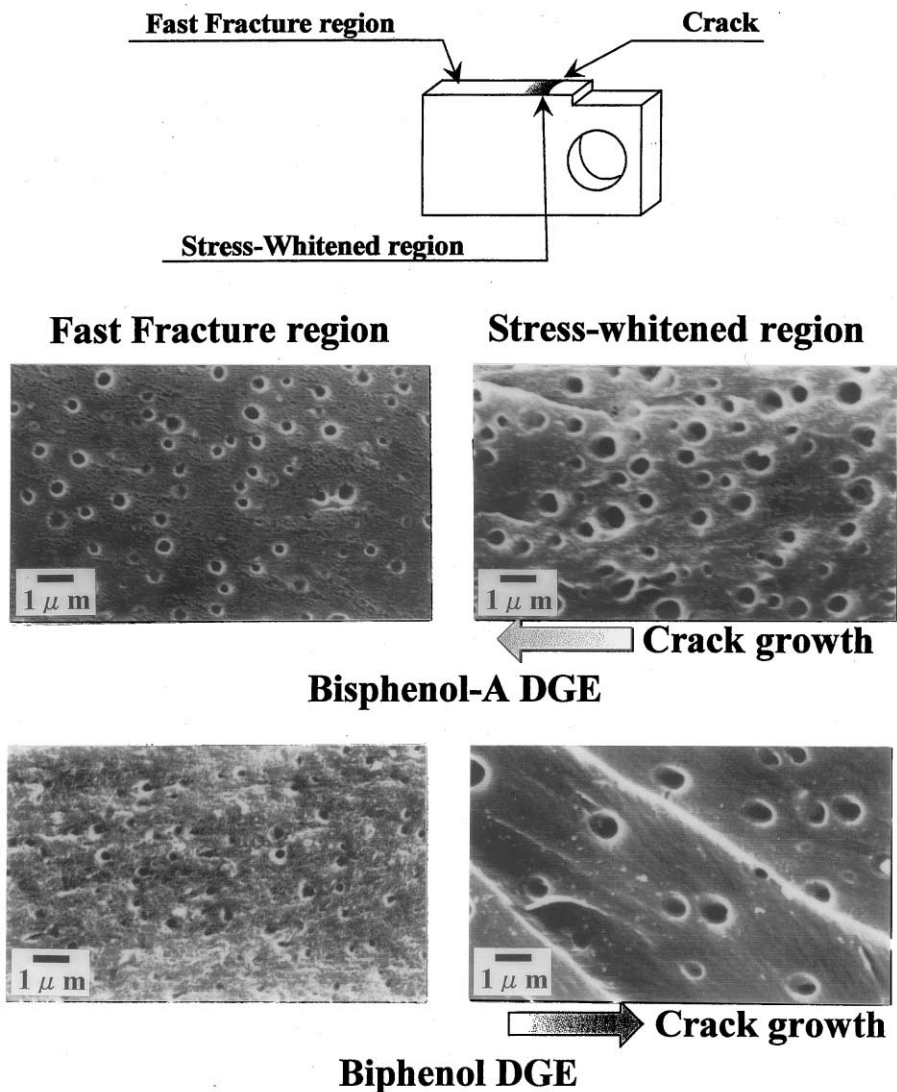 Fast Fracture region
Crack
Stress-Whitened region
Fast Fracture region
Stress-whitened region
1 μ m
1 μ m
Crack growth
Bisphenol-A DGE
1 μ m
1 μ m
Crack growth
Biphenol DGE